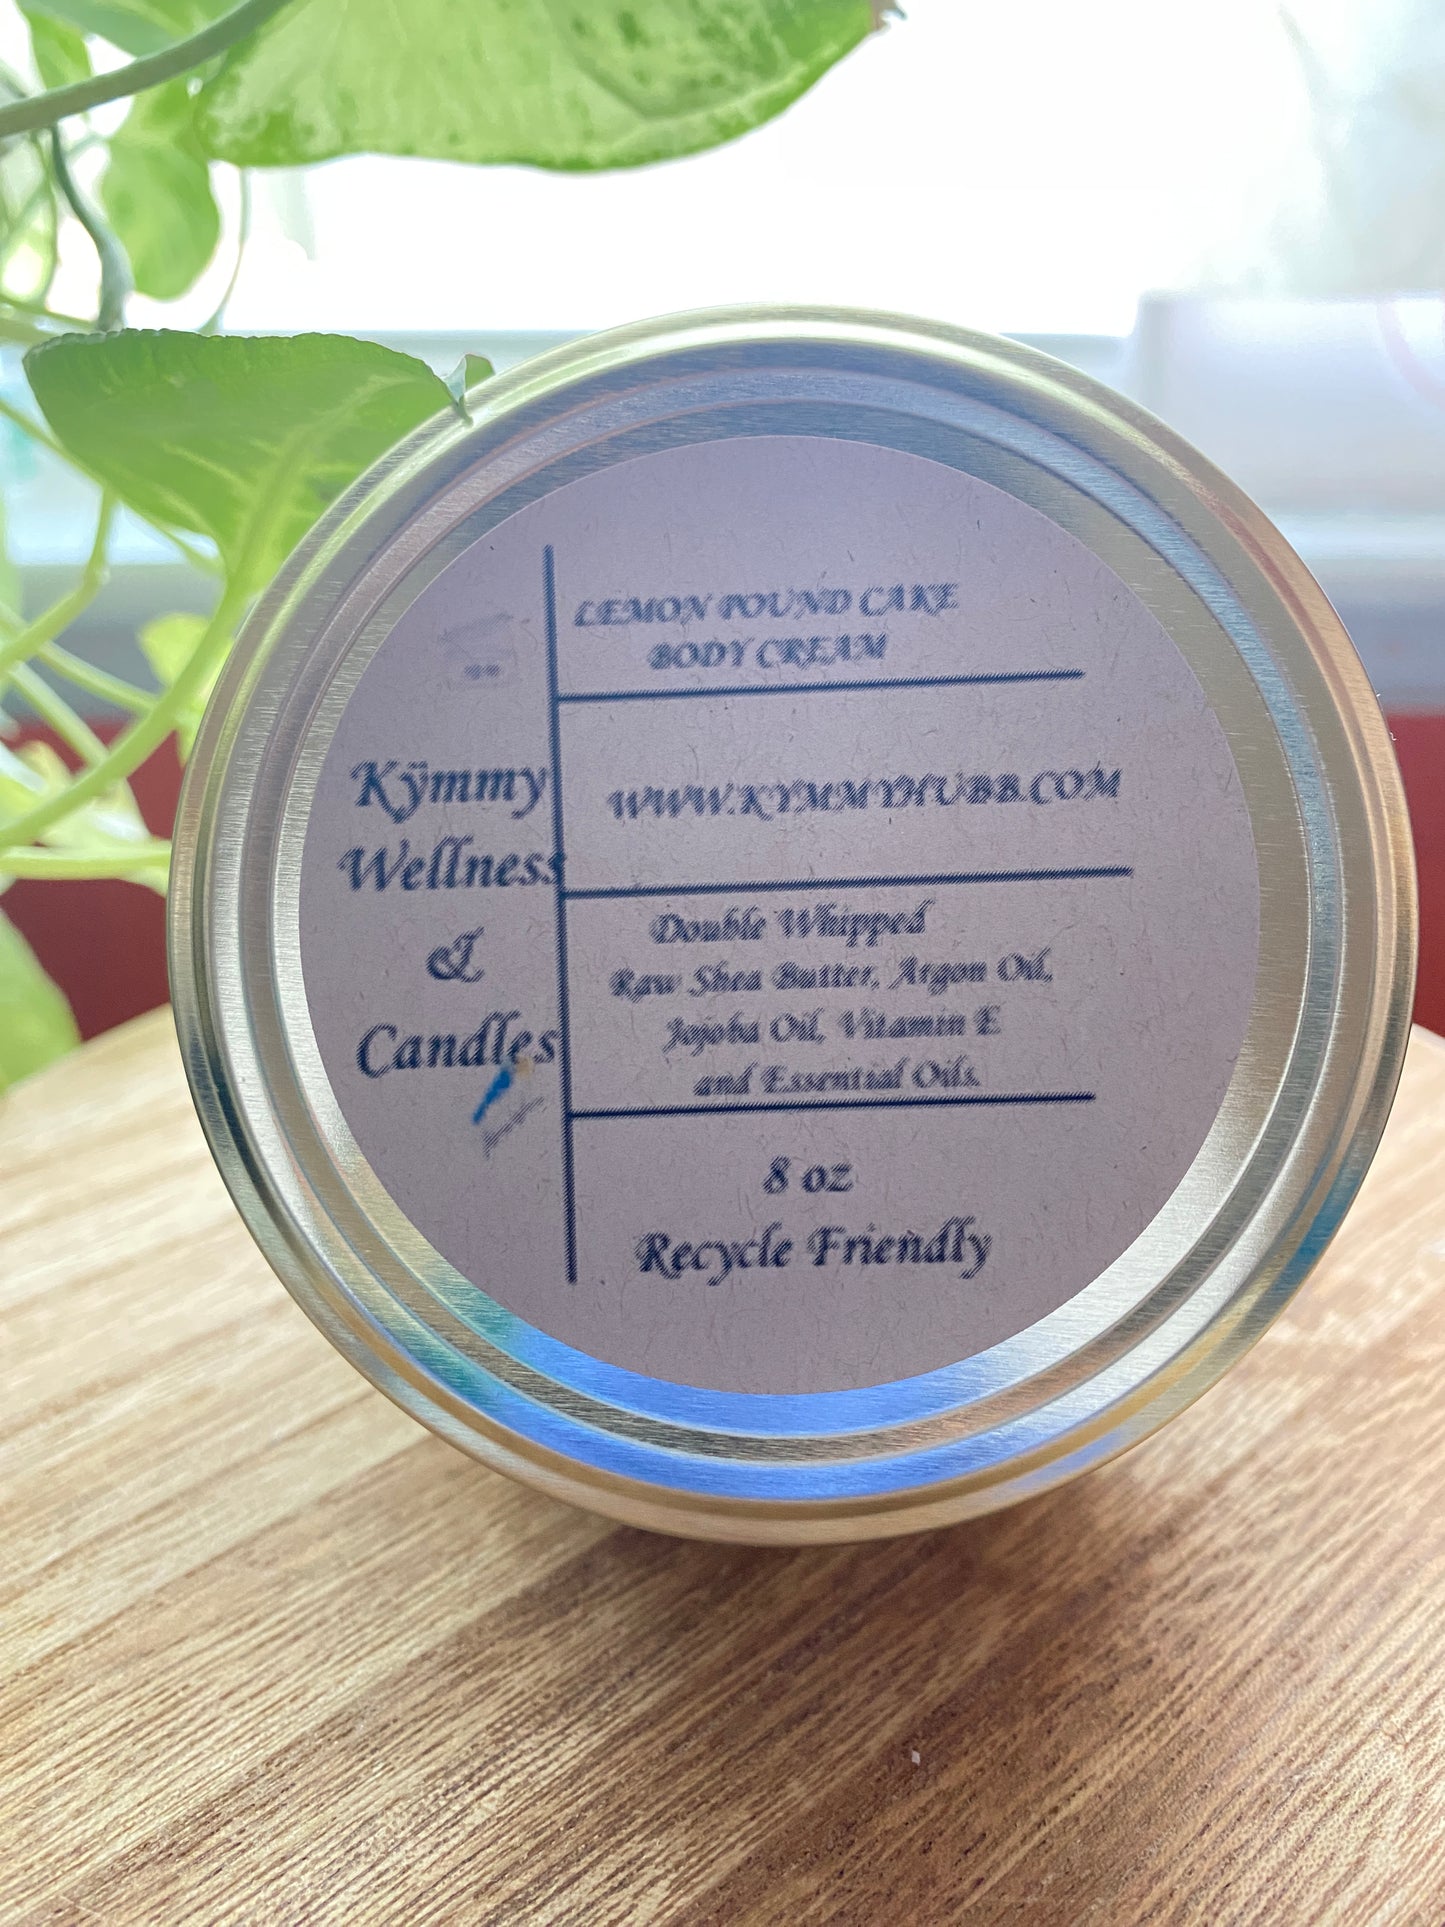 Kÿmmy
Wellness
&
Candles
LEMON POUND CAKE
BODY CREAM
WWW.KYMMYHUBB.COM
Double Whipped
Raw Shea Butter, Argon Oil,
Jojoba Oil, Vitamin E
and Essential Oils.
8 oz
Recycle Friendly